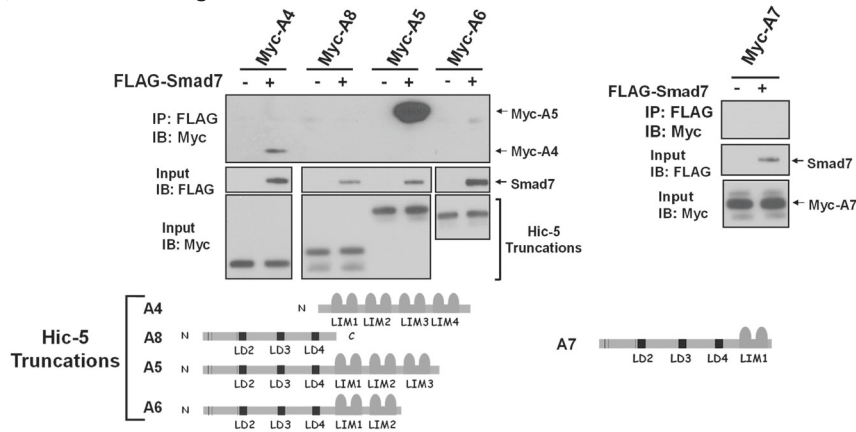 Myc-A4 Myc-A8 Myc-A5 Myc-A6
FLAG-Smad7 - + - + - + - +
IP: FLAG
IB: Myc
Myc-A5
Myc-A4
Input
IB: FLAG
Smad7
Input
IB: Myc
Hic-5
Truncations
Myc-A7
FLAG-Smad7 - +
IP: FLAG
IB: Myc
Input
IB: FLAG
Smad7
Input
IB: Myc
Myc-A7
Hic-5
Truncations
A4 N
LIM1 LIM2 LIM3 LIM4
A8 N C
LD2 LD3 LD4
A5 N
LD2 LD3 LD4 LIM1 LIM2 LIM3
A6 N
LD2 LD3 LD4 LIM1 LIM2
A7
LD2 LD3 LD4 LIM1